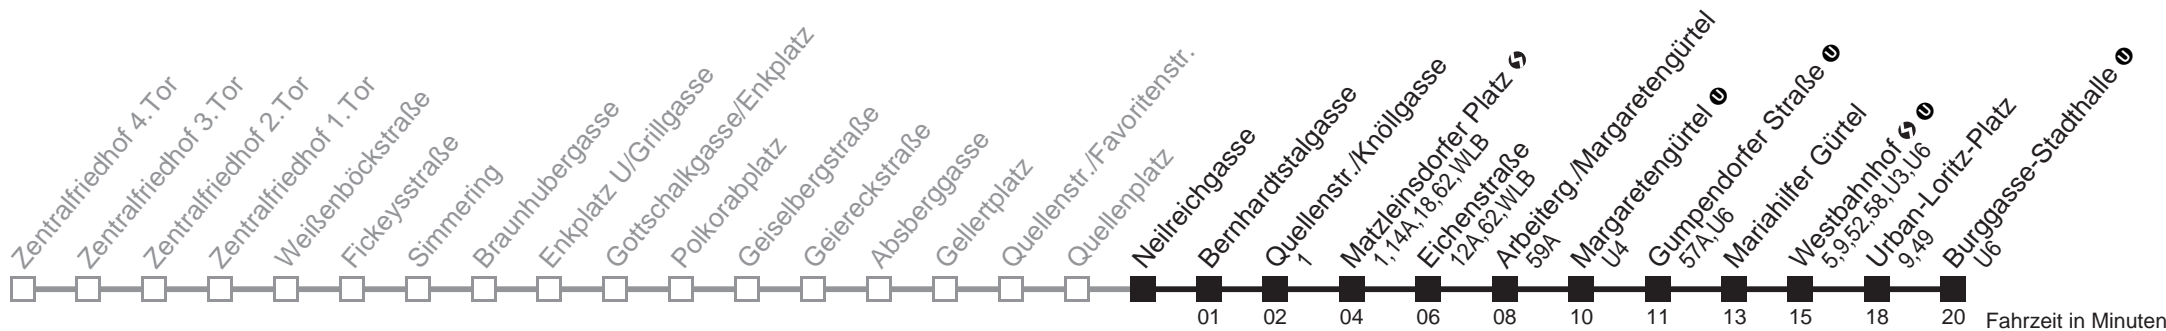 Zentralfriedhof 4.Tor
Zentralfriedhof 3.Tor
Zentralfriedhof 2.Tor
Zentralfriedhof 1.Tor
Weißenböckstraße
Fickeysstraße
Simmering
Braunhubergasse
Enkplatz U/Grillgasse
Gottschalkgasse/Enkplatz
Polkorabplatz
Geiselbergstraße
Geiereckstraße
Absberggasse
Gellertplatz
Quellenstr./Favoritenstr.
Quellenplatz
Neilreichgasse
Bernhardtstalgasse
Quellenstr./Knöllgasse
1
Matzleinsdorfer Platz S
1,14A,18,62,WLB
Eichenstraße
12A,62,WLB
Arbeiterg./Margaretengürtel
59A
Margaretengürtel U
U4
Gumpendorfer Straße U
57A,U6
Mariahilfer Gürtel
Westbahnhof S U
5,9,52,58,U3,U6
Urban-Loritz-Platz
9,49
Burggasse-Stadthalle U
U6
01 02 04 06 08 10 11 13 15 18 20 Fahrzeit in Minuten